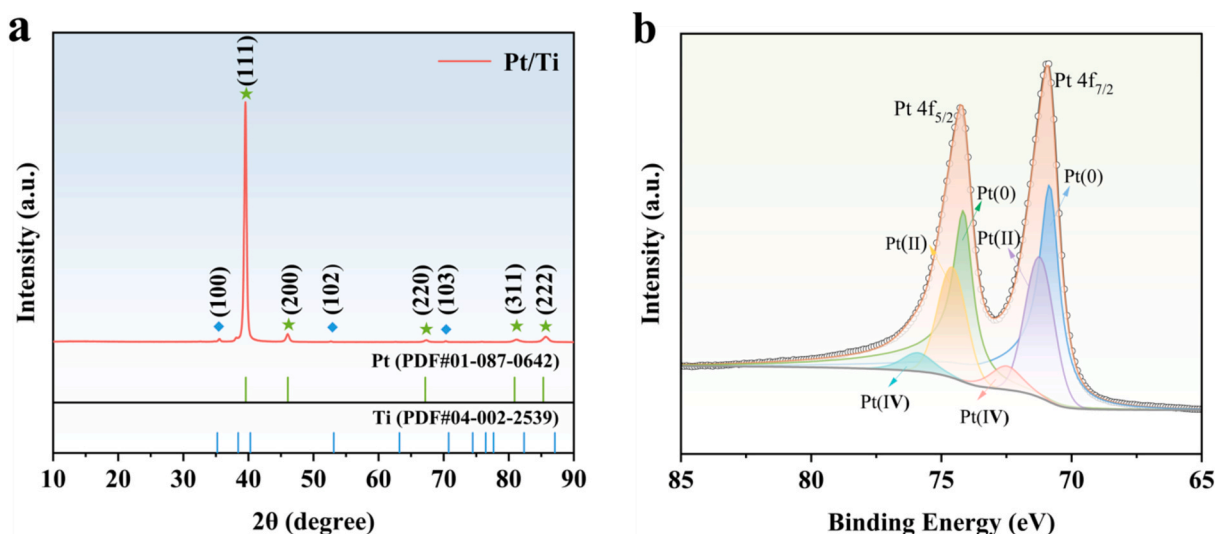 a
(111)
Pt/Ti
(100)
(200)
(102)
(220)
(103)
(311)
(222)
Pt (PDF#01-087-0642)
Ti (PDF#04-002-2539)
Intensity (a.u.)
10 20 30 40 50 60 70 80 90
2θ (degree)
b
Pt 4f7/2
Pt 4f5/2
Pt(0)
Pt(0)
Pt(II)
Pt(II)
Pt(IV)
Pt(IV)
Intensity (a.u.)
85 80 75 70 65
Binding Energy (eV)